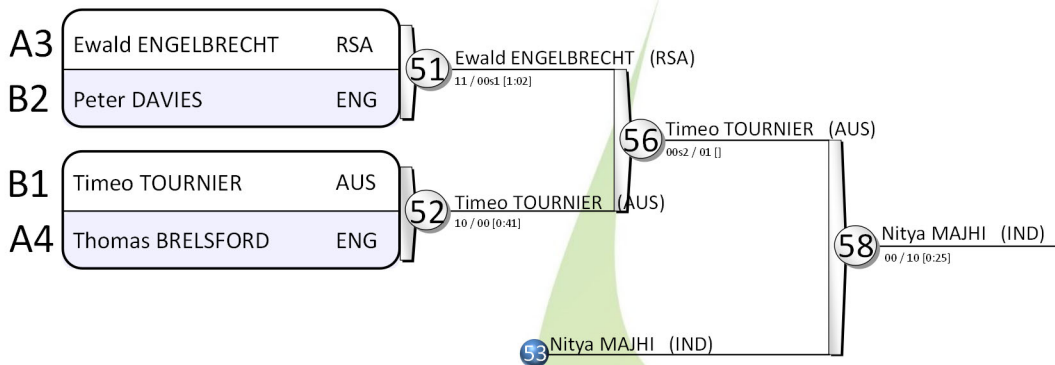 A3 Ewald ENGELBRECHT RSA
B2 Peter DAVIES ENG
51 Ewald ENGELBRECHT (RSA)
11 / 00s1 [1:02]
B1 Timeo TOURNIER AUS
A4 Thomas BRELSFORD ENG
52 Timeo TOURNIER (AUS)
10 / 00 [0:41]
56 Timeo TOURNIER (AUS)
00s2 / 01 []
53 Nitya MAJHI (IND)
58 Nitya MAJHI (IND)
00 / 10 [0:25]